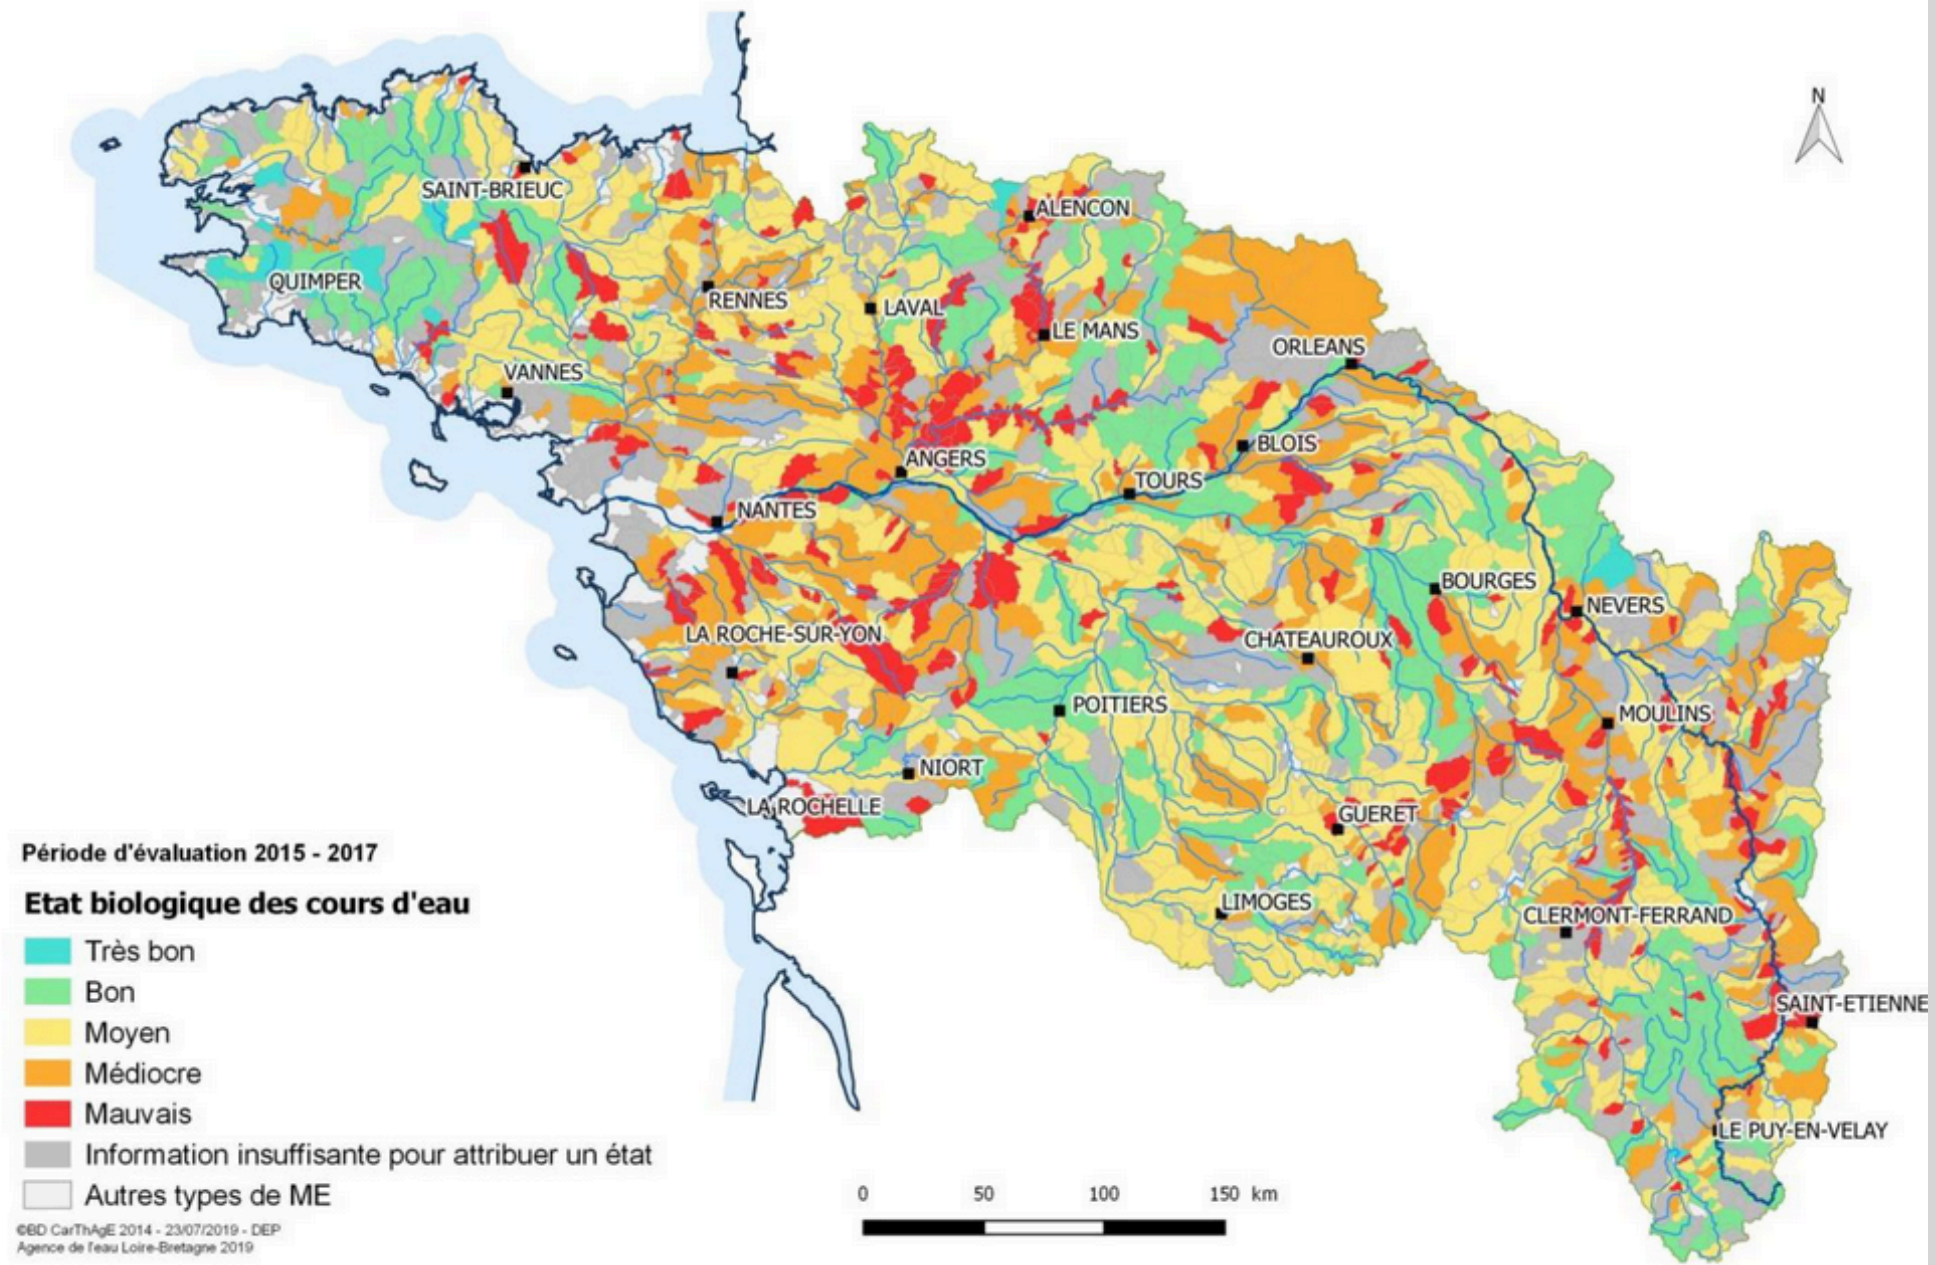 N
SAINT-BRIEUC
ALENCON
QUIMPER
RENNES
LAVAL
LE MANS
ORLEANS
VANNES
BLOIS
ANGERS
TOURS
NANTES
BOURGES
NEVERS
LA ROCHE-SUR-YON
CHATEAUROUX
POITIERS
MOULINS
NIORT
LA ROCHELLE
GUERET
LIMOGES
CLERMONT-FERRAND
SAINT-ETIENNE
LE PUY-EN-VELAY
Période d'évaluation 2015 - 2017
Etat biologique des cours d'eau
Très bon
Bon
Moyen
Médiocre
Mauvais
Information insuffisante pour attribuer un état
Autres types de ME
0 50 100 150 km
©BD CarThAgE 2014 - 23/07/2019 - DEP
Agence de l'eau Loire-Bretagne 2019